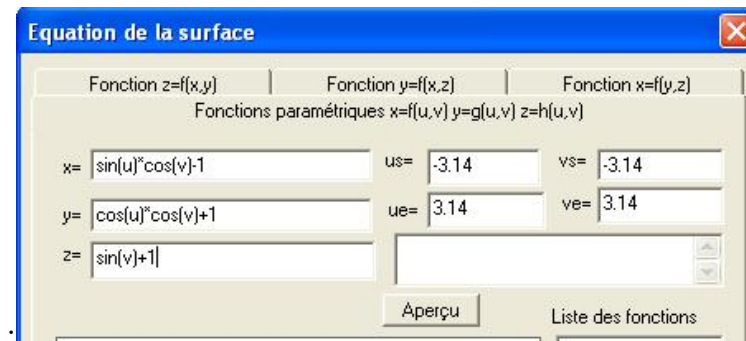 Equation de la surface
Fonction z=f(x,y) Fonction y=f(x,z) Fonction x=f(y,z)
Fonctions paramétriques x=f(u,v) y=g(u,v) z=h(u,v)
x= sin(u)*cos(v)-1 us= -3.14 vs= -3.14
y= cos(u)*cos(v)+1 ue= 3.14 ve= 3.14
z= sin(v)+1
Aperçu Liste des fonctions
.